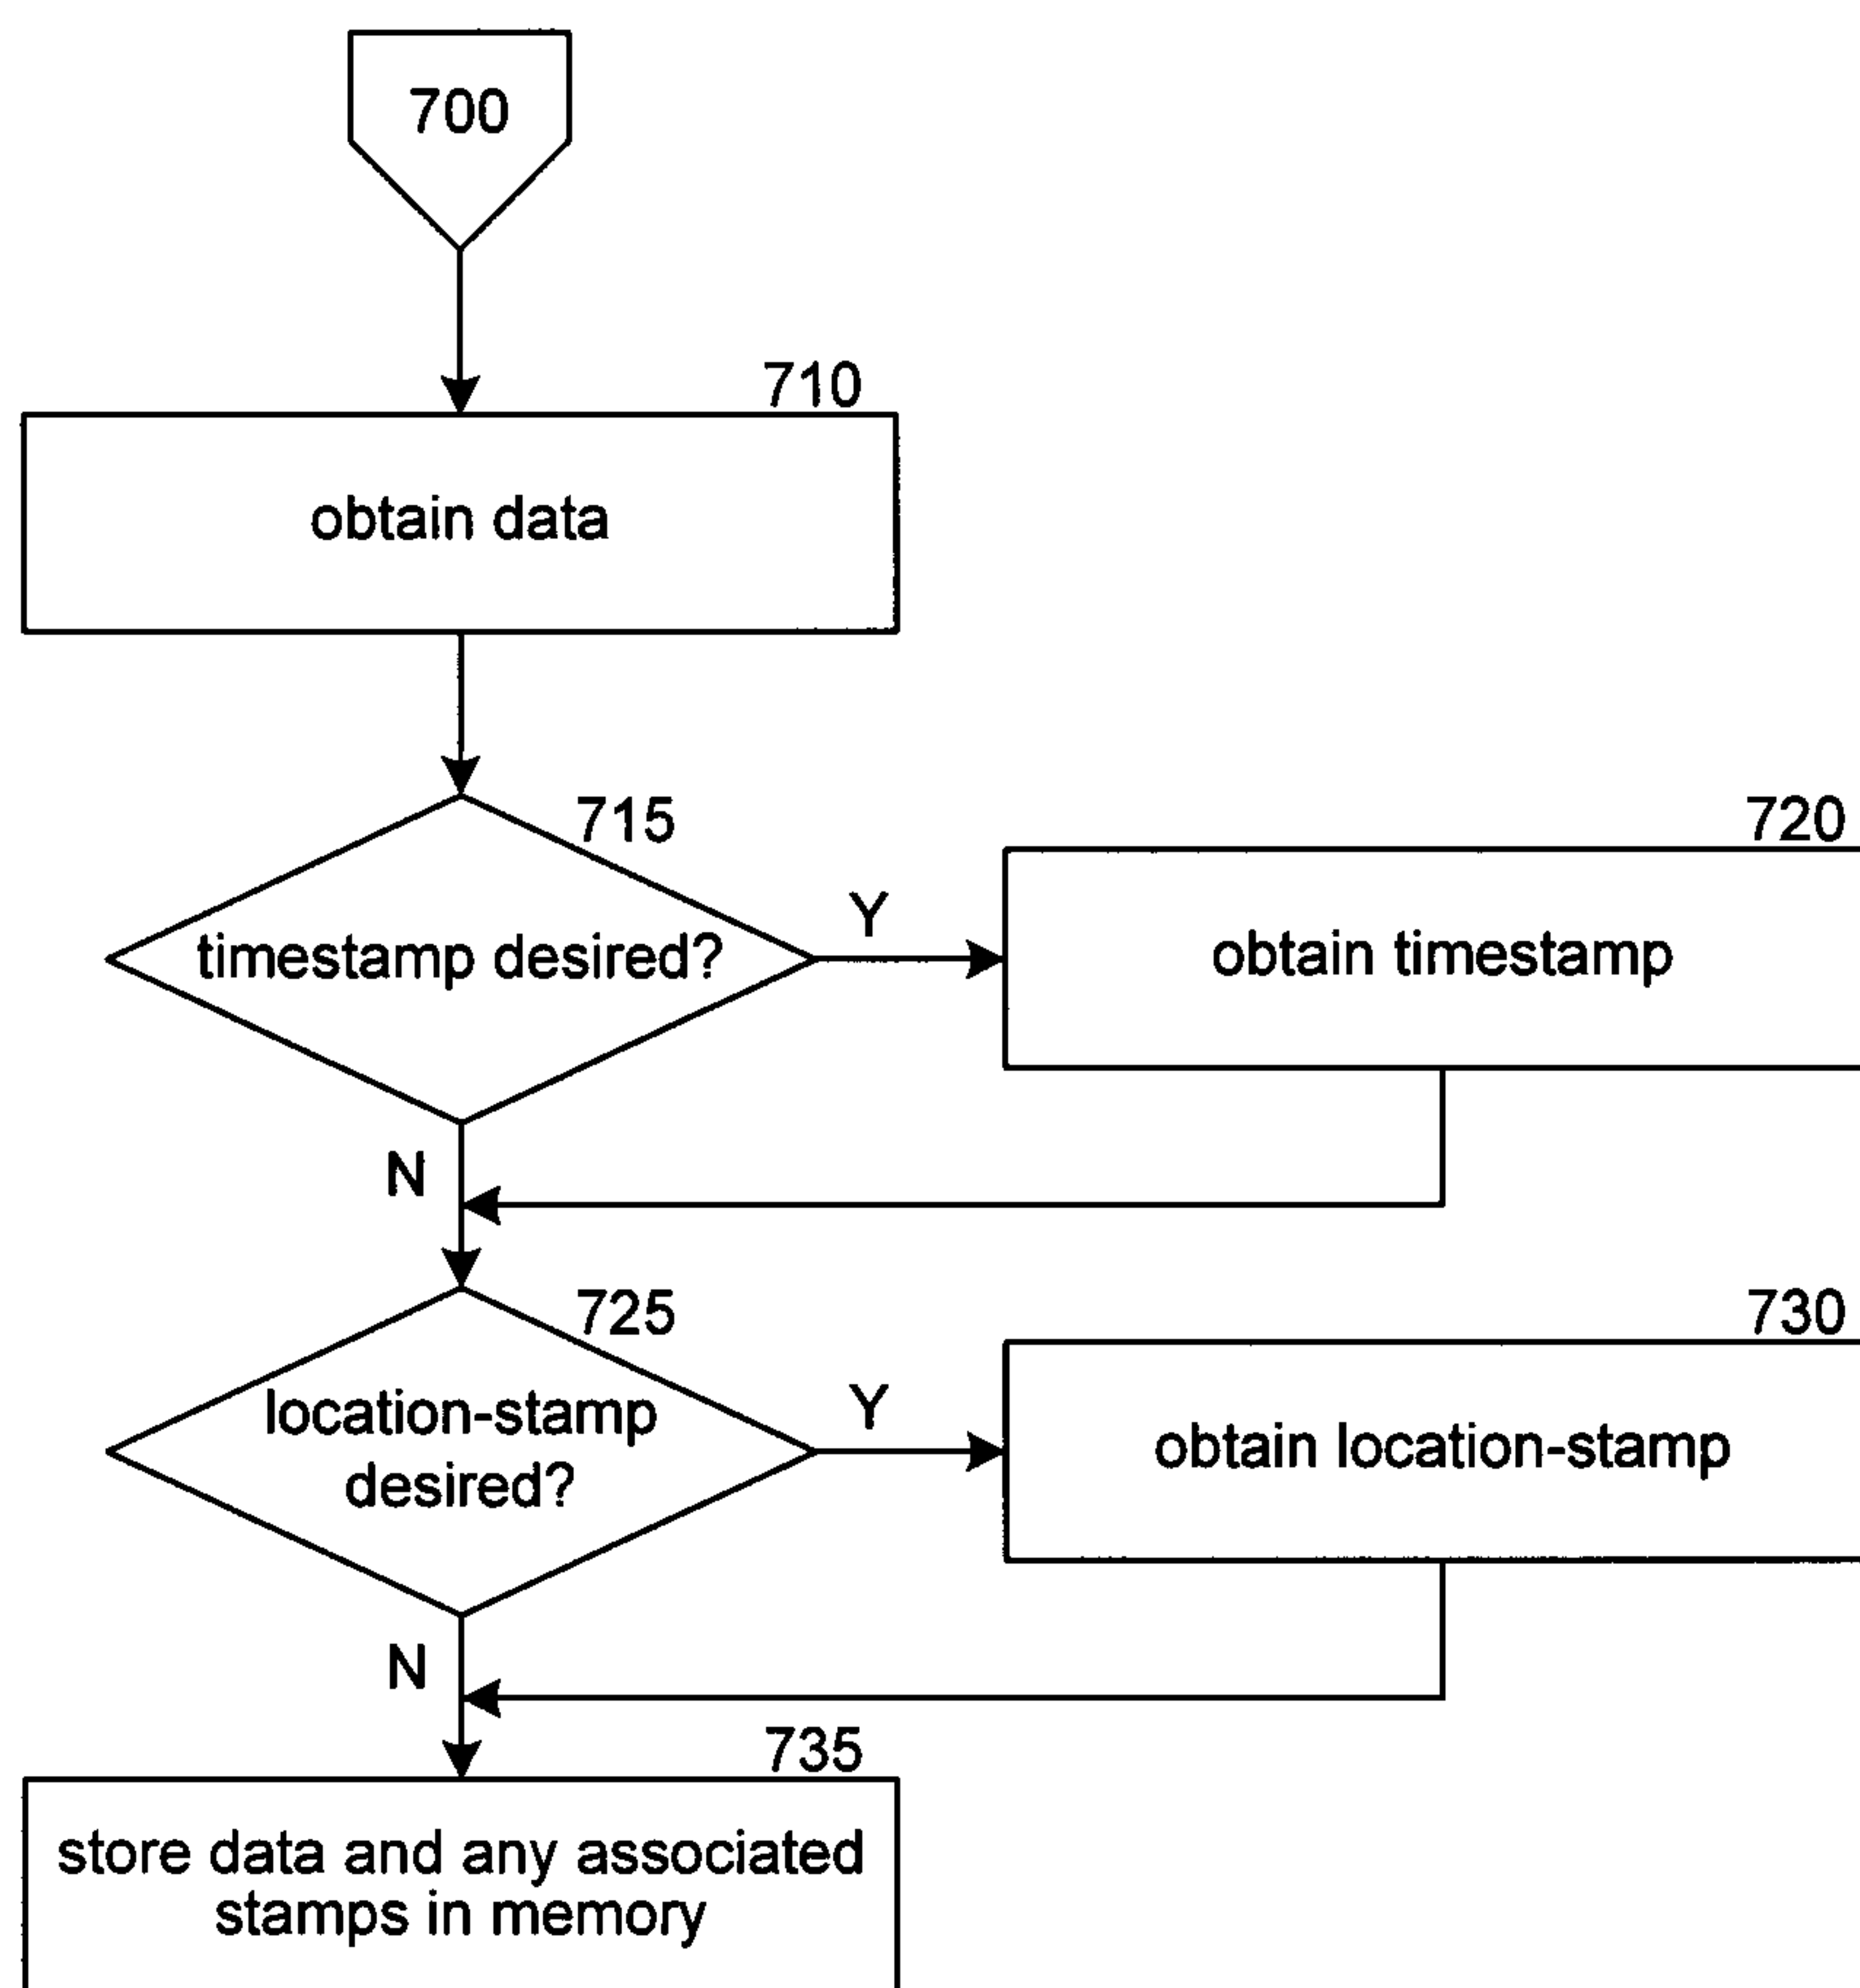 700
710
obtain data
715
720
timestamp desired?
Y
obtain timestamp
N
725
730
location-stamp
desired?
Y
obtain location-stamp
N
735
store data and any associated
stamps in memory